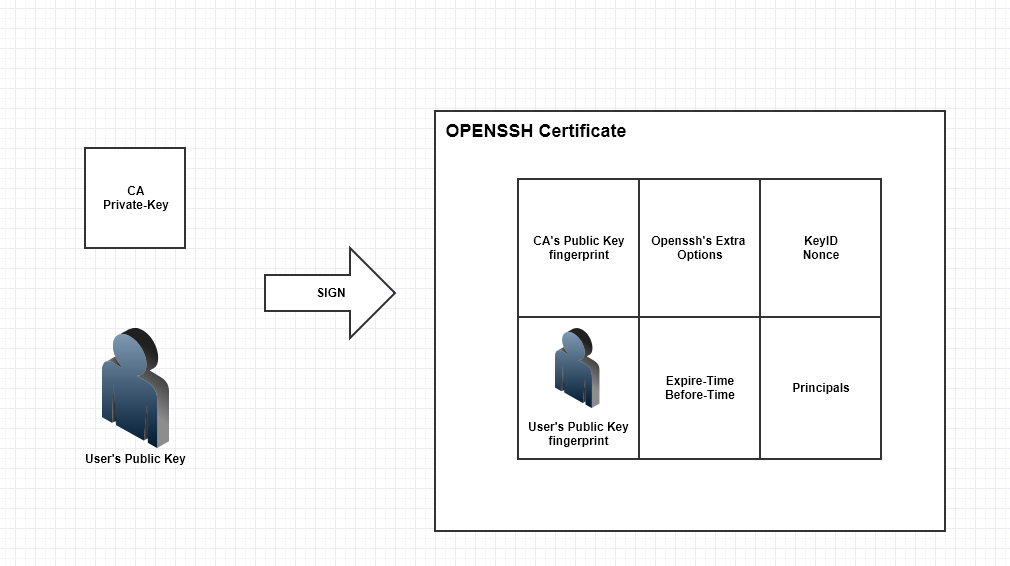 OPENSSH Certificate
CA
Private-Key
SIGN
User's Public Key
CA's Public Key
fingerprint
Openssh's Extra
Options
KeyID
Nonce
User's Public Key
fingerprint
Expire-Time
Before-Time
Principals